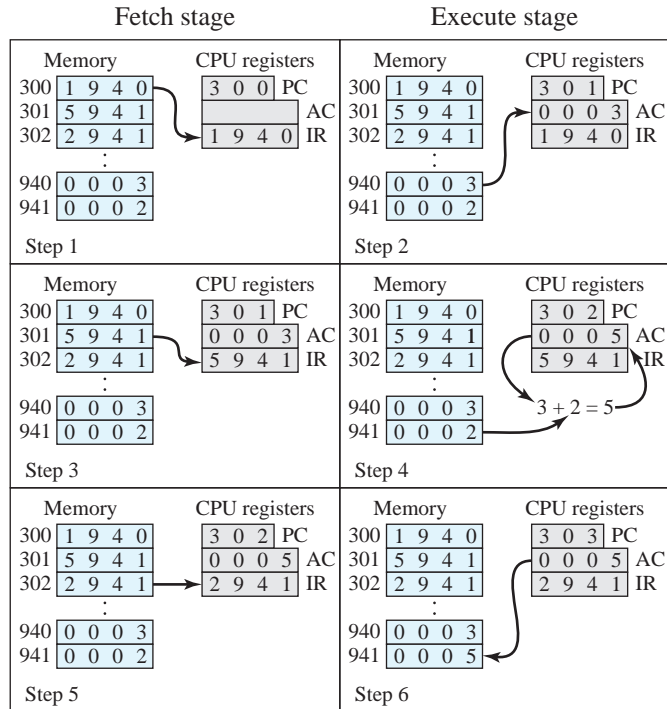 Fetch stage Execute stage
Memory CPU registers
300 1 9 4 0 3 0 0 PC
301 5 9 4 1 AC
302 2 9 4 1 1 9 4 0 IR
940 0 0 0 3
941 0 0 0 2
Step 1
Memory CPU registers
300 1 9 4 0 3 0 1 PC
301 5 9 4 1 0 0 0 3 AC
302 2 9 4 1 1 9 4 0 IR
940 0 0 0 3
941 0 0 0 2
Step 2
Memory CPU registers
300 1 9 4 0 3 0 1 PC
301 5 9 4 1 0 0 0 3 AC
302 2 9 4 1 5 9 4 1 IR
940 0 0 0 3
941 0 0 0 2
Step 3
Memory CPU registers
300 1 9 4 0 3 0 2 PC
301 5 9 4 1 0 0 0 5 AC
302 2 9 4 1 5 9 4 1 IR
940 0 0 0 3 3 + 2 = 5
941 0 0 0 2
Step 4
Memory CPU registers
300 1 9 4 0 3 0 2 PC
301 5 9 4 1 0 0 0 5 AC
302 2 9 4 1 2 9 4 1 IR
940 0 0 0 3
941 0 0 0 2
Step 5
Memory CPU registers
300 1 9 4 0 3 0 3 PC
301 5 9 4 1 0 0 0 5 AC
302 2 9 4 1 2 9 4 1 IR
940 0 0 0 3
941 0 0 0 5
Step 6